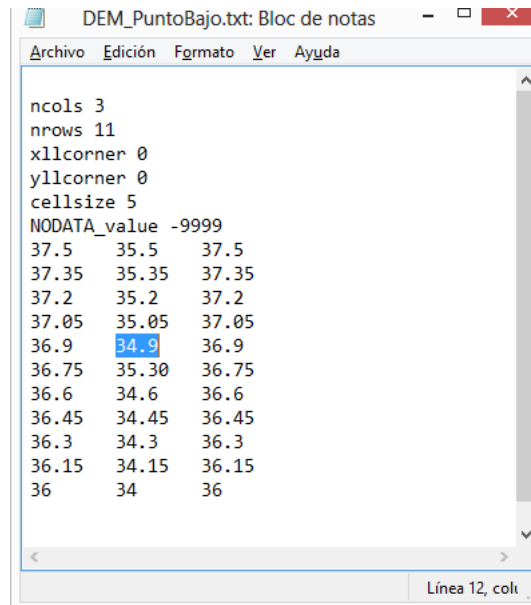 DEM_PuntoBajo.txt: Bloc de notas
Archivo Edición Formato Ver Ayuda
ncols 3
nrows 11
xllcorner 0
yllcorner 0
cellsize 5
NODATA_value -9999
37.5 35.5 37.5
37.35 35.35 37.35
37.2 35.2 37.2
37.05 35.05 37.05
36.9 34.9 36.9
36.75 35.30 36.75
36.6 34.6 36.6
36.45 34.45 36.45
36.3 34.3 36.3
36.15 34.15 36.15
36 34 36
Línea 12, colu